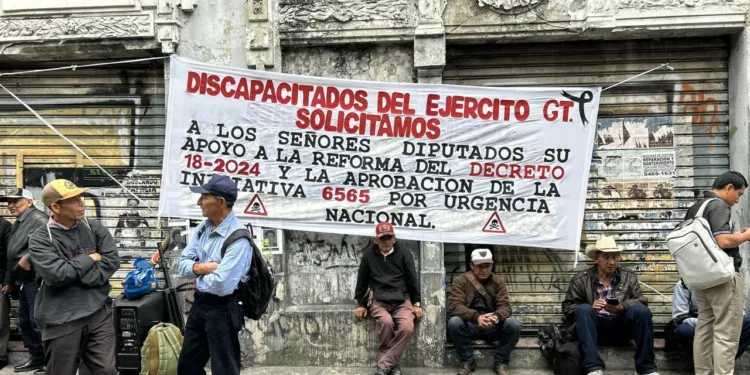 DISCAPACITADOS DEL EJERCITO GT.
SOLICITAMOS
A LOS SEÑORES DIPUTADOS SU
APOYO A LA REFORMA DEL DECRETO
18-2024 Y LA APROBACION DE LA
INITATIVA 6565 POR URGENCIA
NACIONAL.